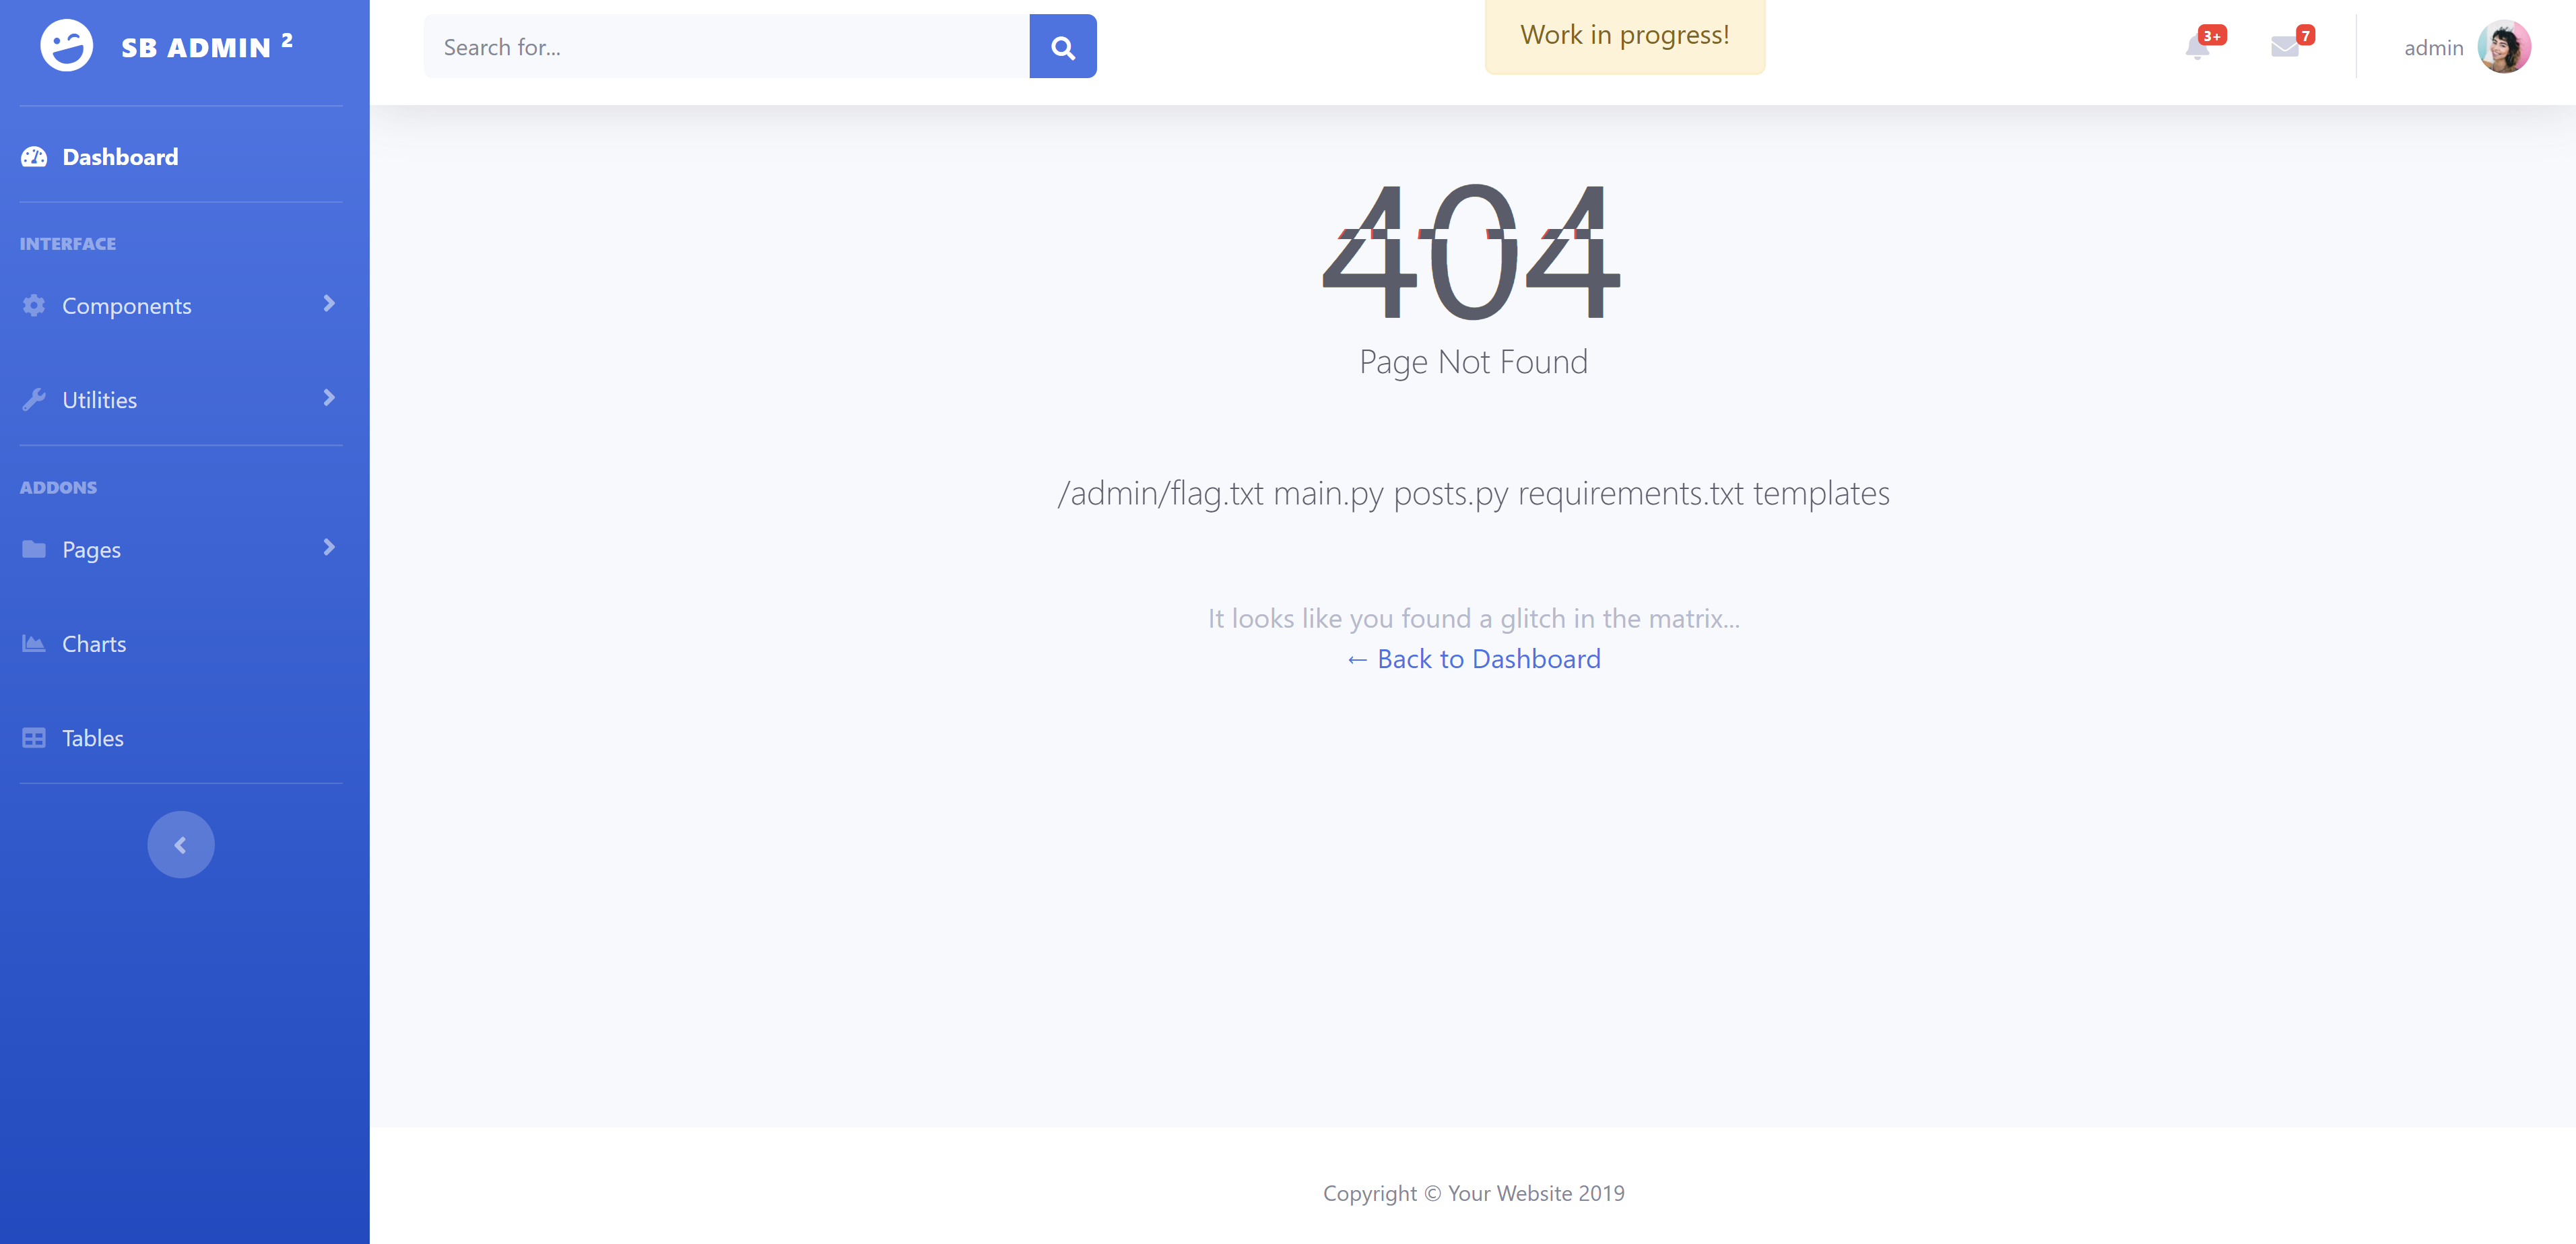 SB ADMIN 2
Dashboard
INTERFACE
Components
Utilities
ADDONS
Pages
Charts
Tables
Search for...
Work in progress!
3+
7
admin
404
Page Not Found
/admin/flag.txt main.py posts.py requirements.txt templates
It looks like you found a glitch in the matrix...
← Back to Dashboard
Copyright © Your Website 2019